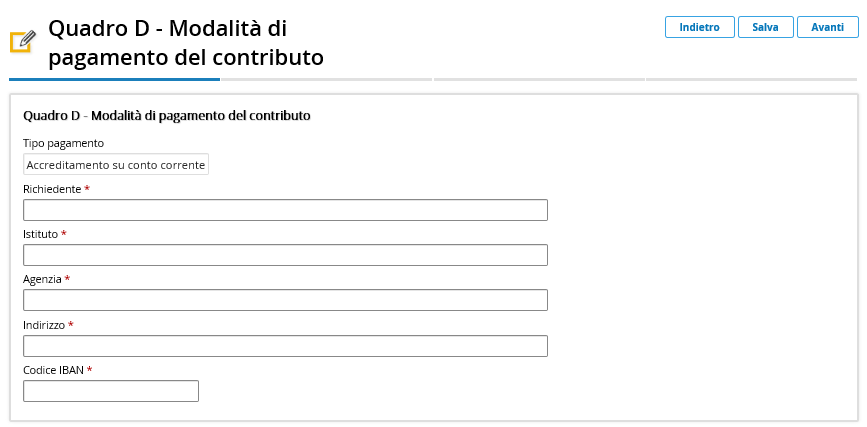 Quadro D - Modalità di
pagamento del contributo
Indietro
Salva
Avanti
Quadro D - Modalità di pagamento del contributo
Tipo pagamento
Accreditamento su conto corrente
Richiedente *
Istituto *
Agenzia *
Indirizzo *
Codice IBAN *